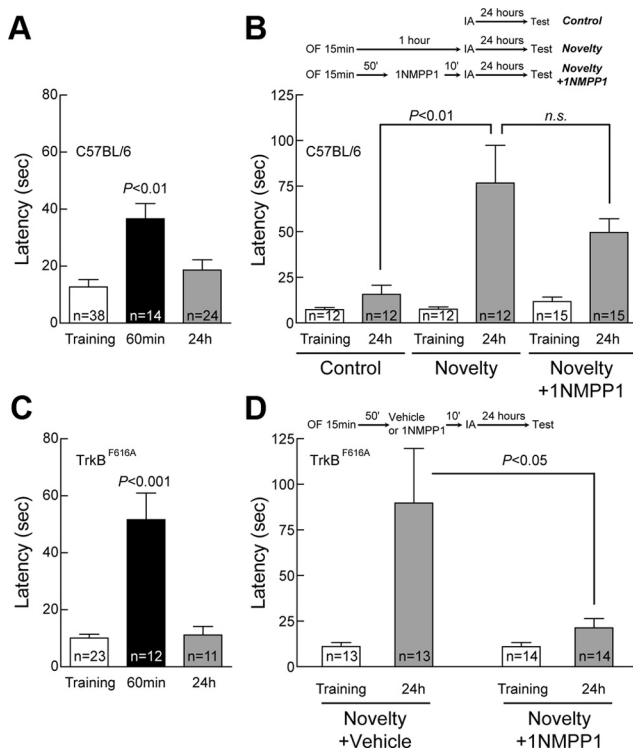 A
C57BL/6
P<0.01
Latency (sec)
80
60
40
20
0
n=38
n=14
n=24
Training
60min
24h
B
24 hours
IA
Test
Control
OF 15min
1 hour
IA
24 hours
Test
Novelty
OF 15min
50'
1NMPP1
10'
IA
24 hours
Test
Novelty
+1NMPP1
C57BL/6
P<0.01
n.s.
Latency (sec)
125
100
75
50
25
0
n=12
n=12
n=12
n=12
n=15
n=15
Training
24h
Training
24h
Training
24h
Control
Novelty
Novelty
+1NMPP1
C
TrkB F616A
P<0.001
Latency (sec)
80
60
40
20
0
n=23
n=12
n=11
Training
60min
24h
D
OF 15min
50'
Vehicle
or 1NMPP1
10'
IA
24 hours
Test
TrkB F616A
P<0.05
Latency (sec)
125
100
75
50
25
0
n=13
n=13
n=14
n=14
Training
24h
Training
24h
Novelty
+Vehicle
Novelty
+1NMPP1